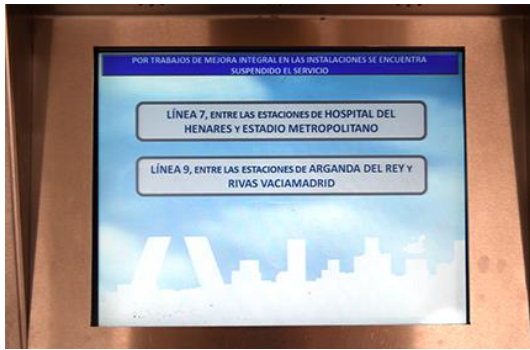 POR TRABAJOS DE MEJORA INTEGRAL EN LAS INSTALACIONES SE ENCUENTRA
SUSPENDIDO EL SERVICIO
LÍNEA 7, ENTRE LAS ESTACIONES DE HOSPITAL DEL
HENARES Y ESTADIO METROPOLITANO
LÍNEA 9, ENTRE LAS ESTACIONES DE ARGANDA DEL REY Y
RIVAS VACIAMADRID